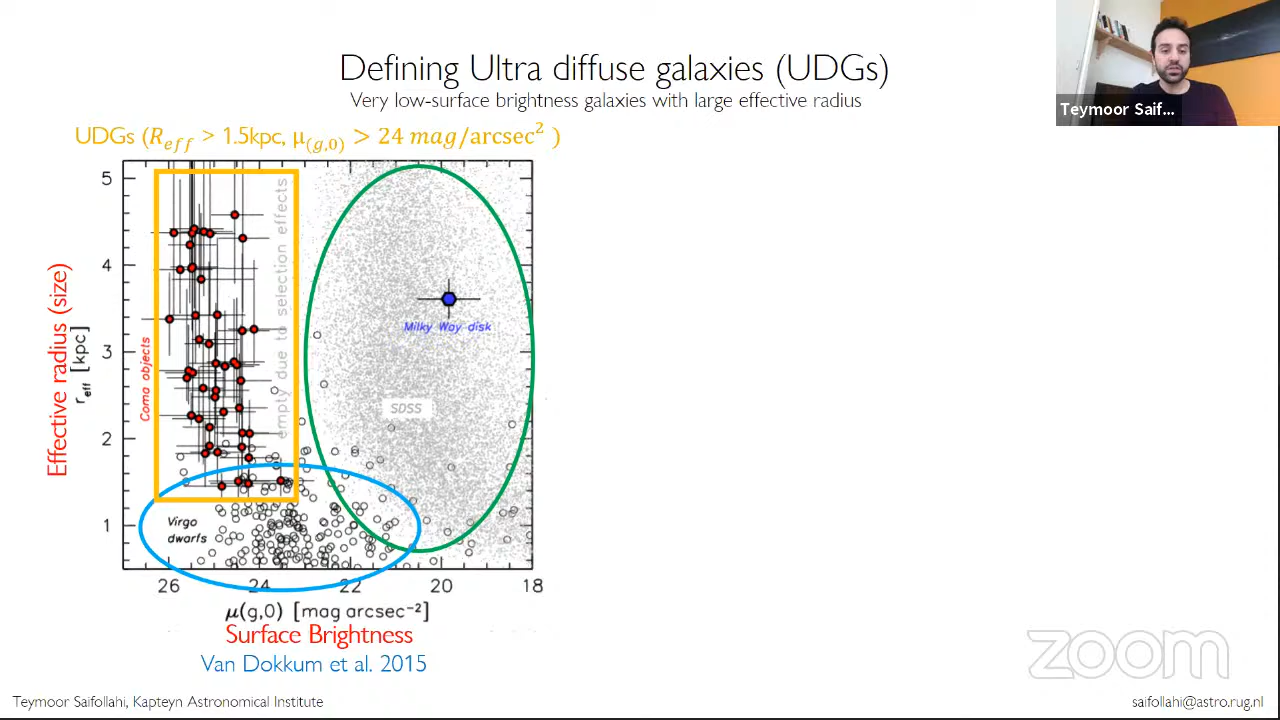 Defining Ultra diffuse galaxies (UDGs)
Very low-surface brightness galaxies with large effective radius
Teymoor Saif...
UDGs (R_eff > 1.5kpc, μ_(g,0) > 24 mag/arcsec² )
5
4
3
2
1
Effective radius (size)
r_eff [kpc]
Coma objects
empty due to selection effects
Milky Way disk
SDSS
Virgo
dwarfs
26
24
22
20
18
μ(g,0) [mag arcsec⁻²]
Surface Brightness
Van Dokkum et al. 2015
zoom
Teymoor Saifollahi, Kapteyn Astronomical Institute
saifollahi@astro.rug.nl